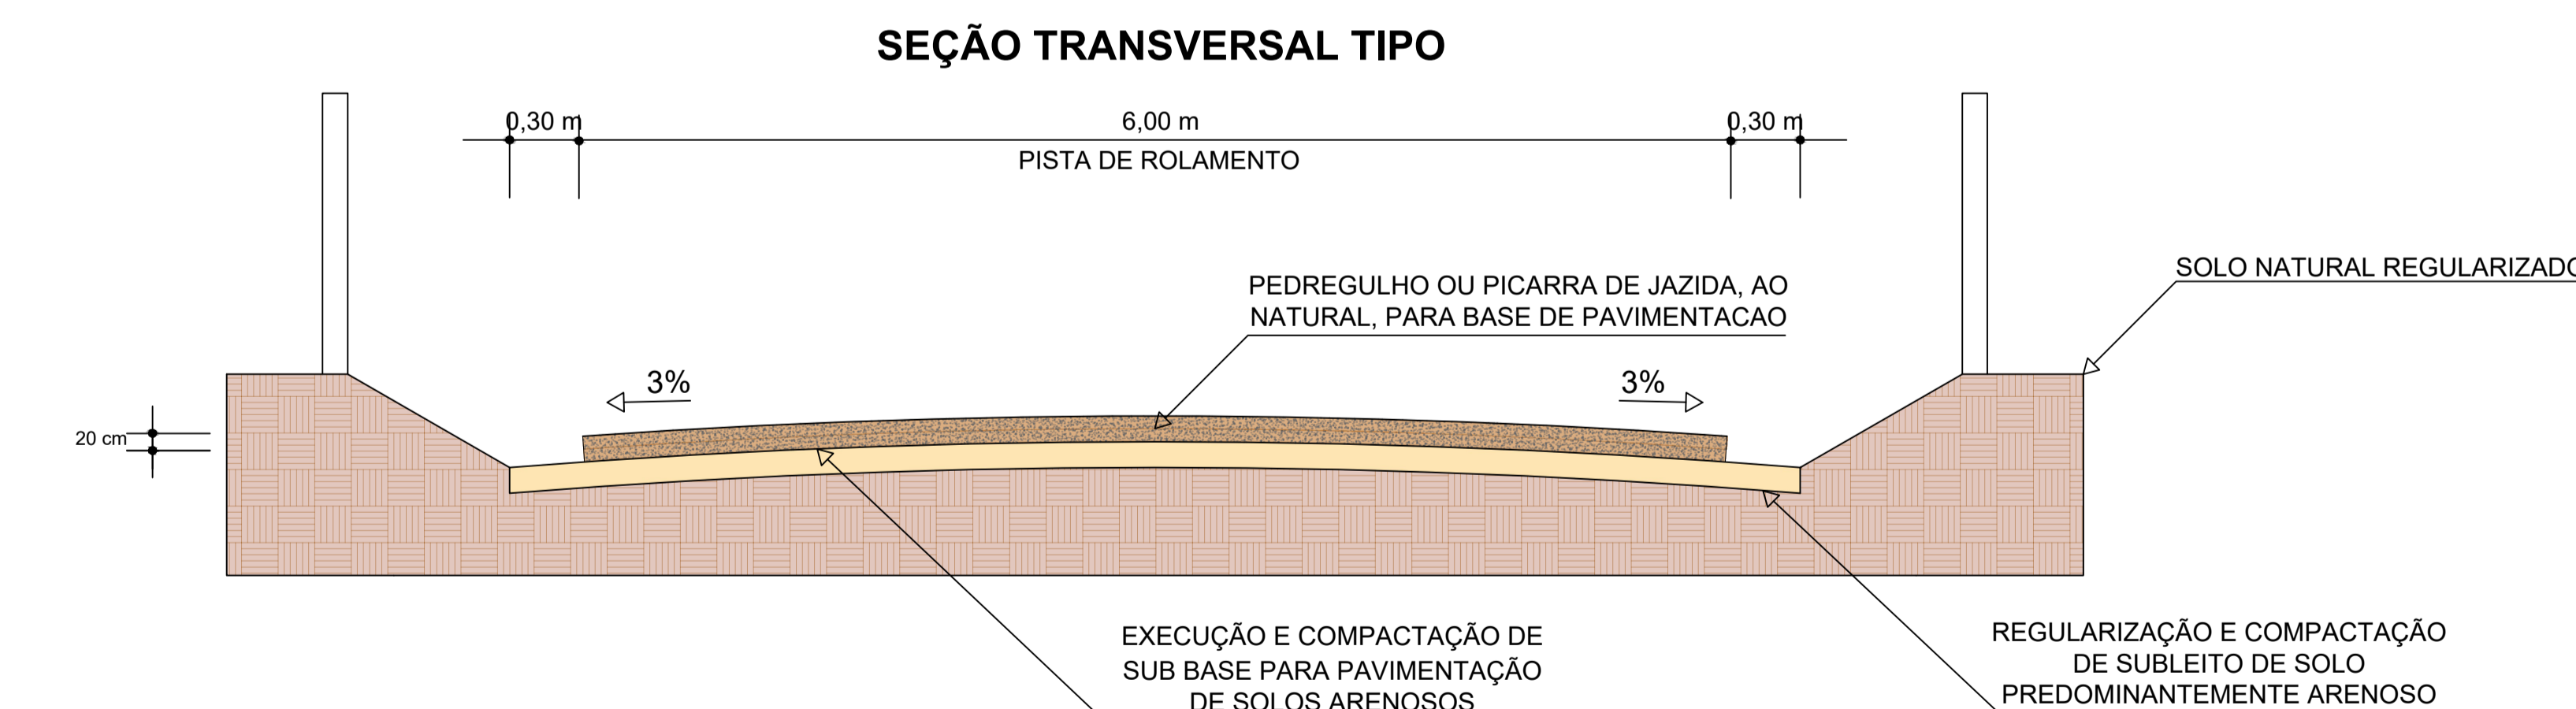 SEÇÃO TRANSVERSAL TIPO
0,30 m
6,00 m
0,30 m
PISTA DE ROLAMENTO
SOLO NATURAL REGULARIZADO
PEDREGULHO OU PICARRA DE JAZIDA, AO
NATURAL, PARA BASE DE PAVIMENTACAO
3%
3%
20 cm
EXECUÇÃO E COMPACTAÇÃO DE
SUB BASE PARA PAVIMENTAÇÃO
DE SOLOS ARENOSOS
REGULARIZAÇÃO E COMPACTAÇÃO
DE SUBLEITO DE SOLO
PREDOMINANTEMENTE ARENOSO